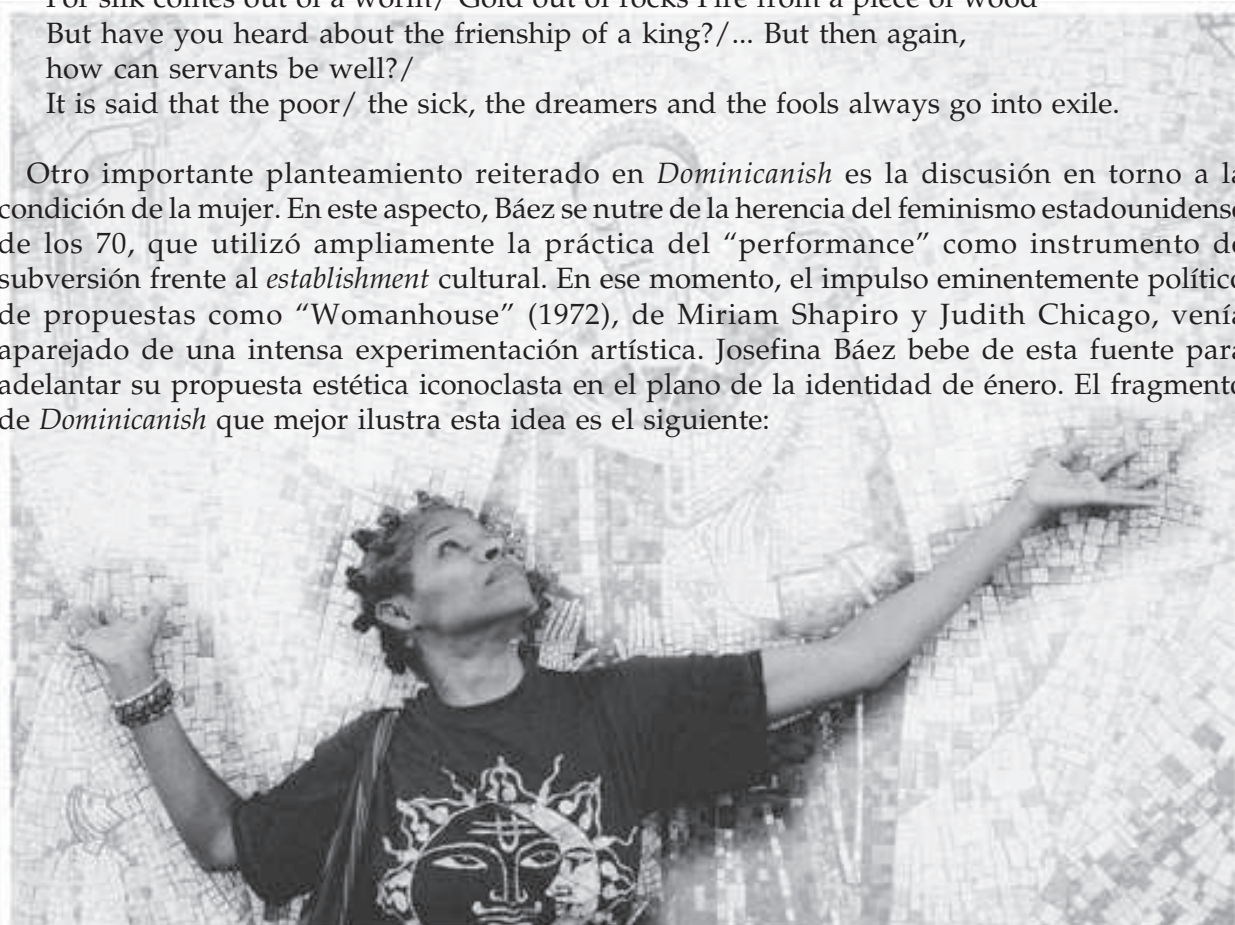 For silk comes out of a worm/ Gold out of rocks Fire from a piece of wood
But have you heard about the frienship of a king?/... But then again,
how can servants be well?/
It is said that the poor/ the sick, the dreamers and the fools always go into exile.
Otro importante planteamiento reiterado en Dominicanish es la discusión en torno a la
condición de la mujer. En este aspecto, Báez se nutre de la herencia del feminismo estadounidense
de los 70, que utilizó ampliamente la práctica del “performance” como instrumento de
subversión frente al establishment cultural. En ese momento, el impulso eminentemente político
de propuestas como “Womanhouse” (1972), de Miriam Shapiro y Judith Chicago, venía
aparejado de una intensa experimentación artística. Josefina Báez bebe de esta fuente para
adelantar su propuesta estética iconoclasta en el plano de la identidad de énero. El fragmento
de Dominicanish que mejor ilustra esta idea es el siguiente: